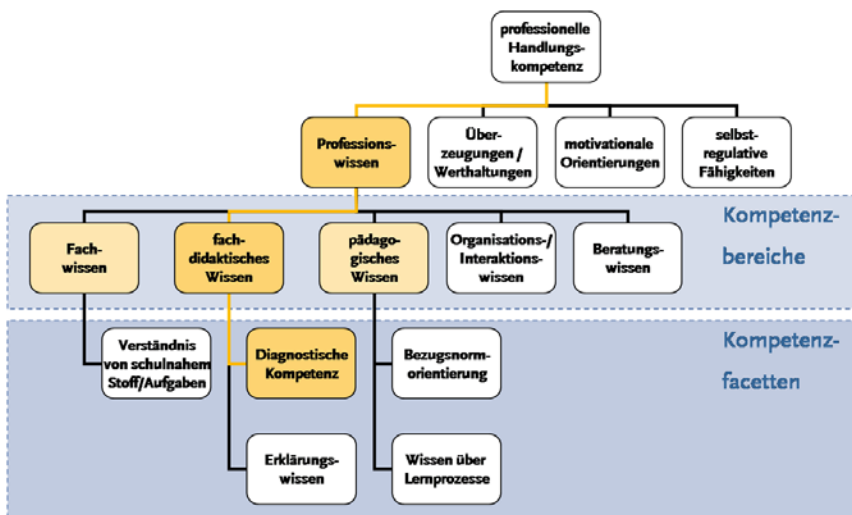 professionelle
Handlungs-
kompetenz
Professions-
wissen
Über-
zeugungen /
Werthaltungen
motivationale
Orientierungen
selbst-
regulative
Fähigkeiten
Kompetenz-
bereiche
Fach-
wissen
fach-
didaktisches
Wissen
pädago-
gisches
Wissen
Organisations-/
Interaktions-
wissen
Beratungs-
wissen
Kompetenz-
facetten
Verständnis
von schulnahem
Stoff/Aufgaben
Diagnostische
Kompetenz
Bezugsnorm-
orientierung
Erklärungs-
wissen
Wissen über
Lernprozesse